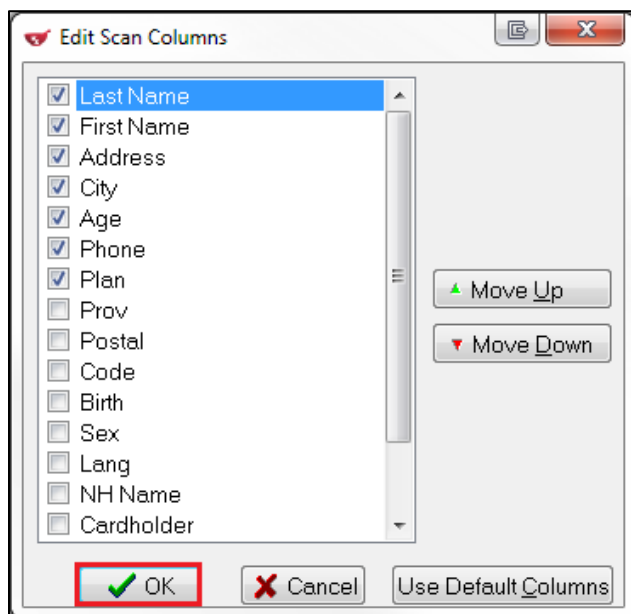 Edit Scan Columns
Last Name
First Name
Address
City
Age
Phone
Plan
Prov
Postal
Code
Birth
Sex
Lang
NH Name
Cardholder
Move Up
Move Down
OK
Cancel
Use Default Columns